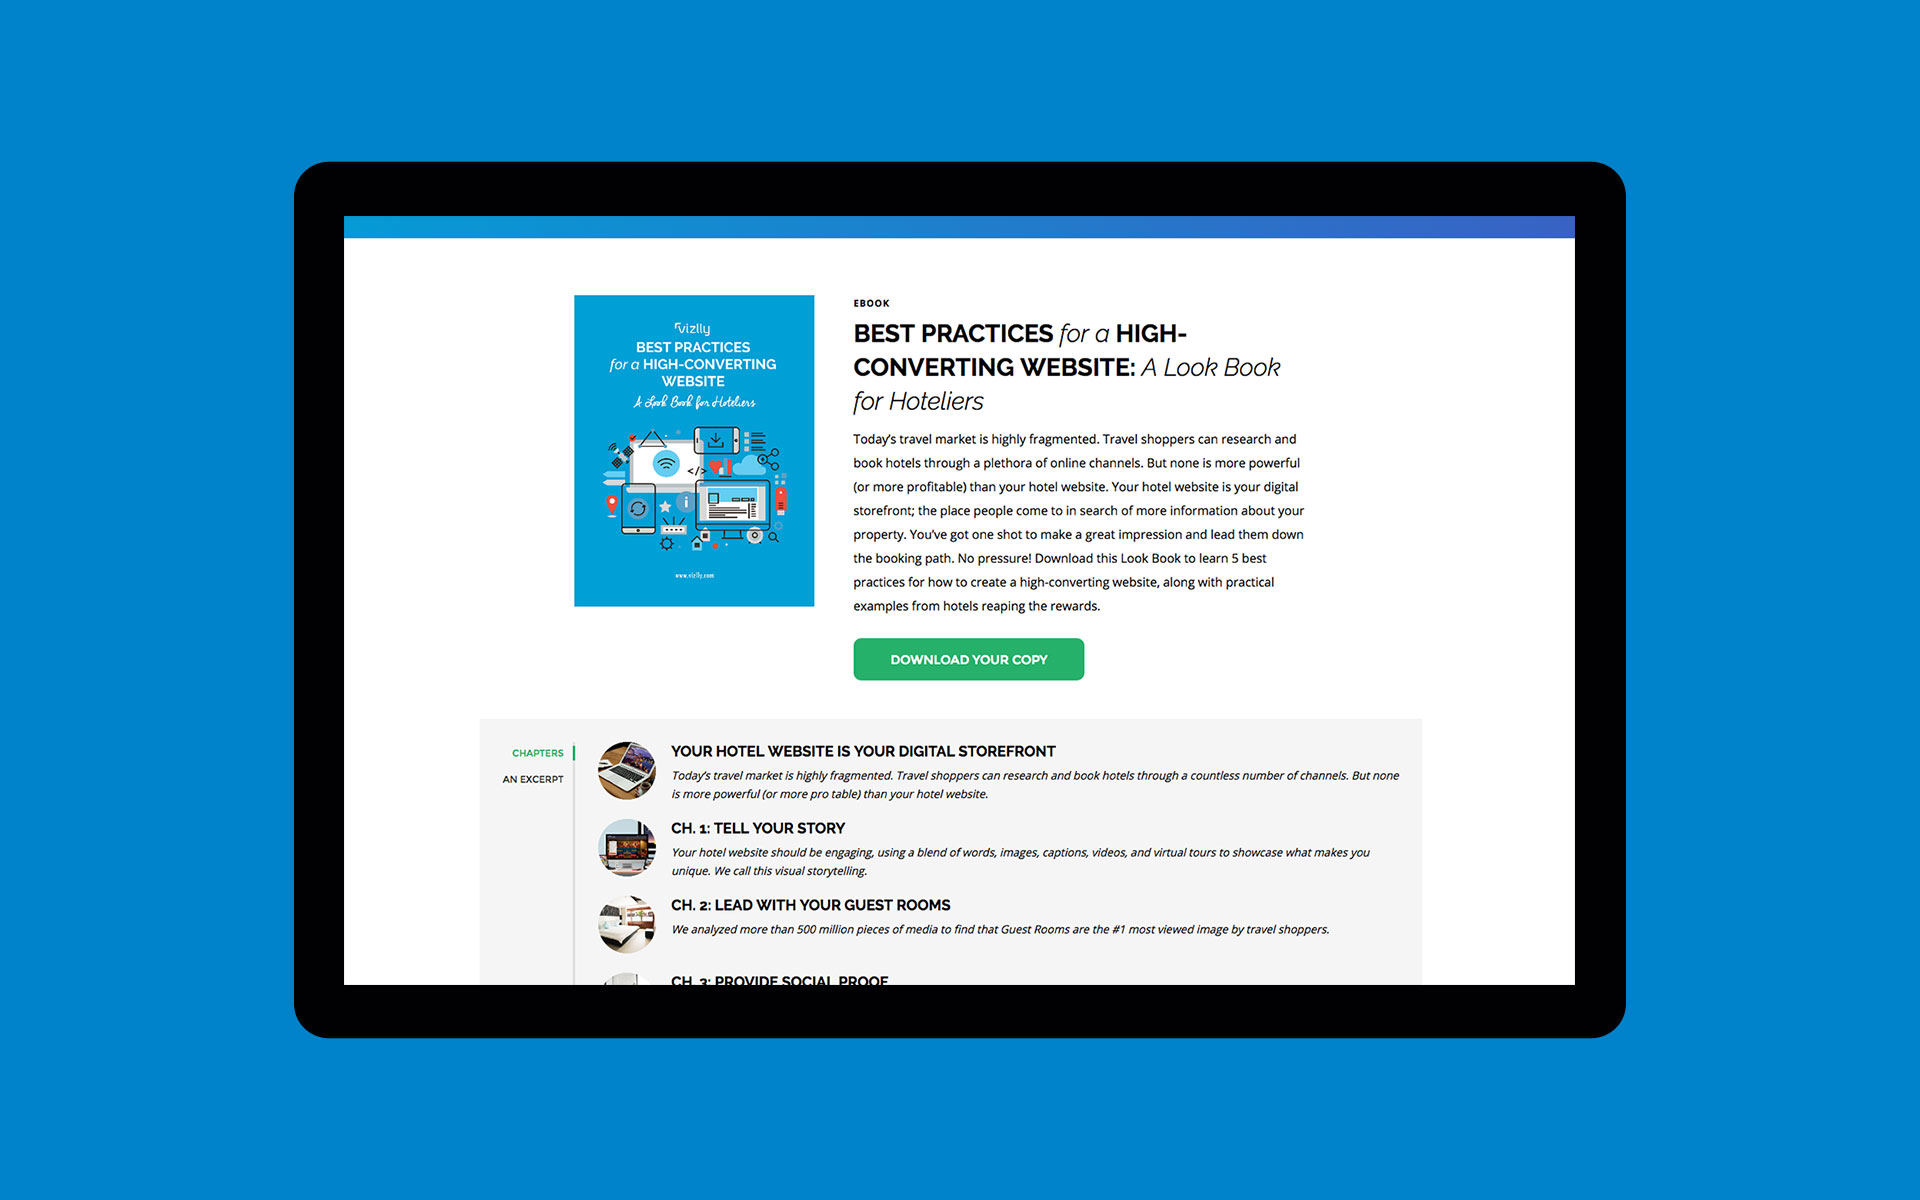 vizlly
BEST PRACTICES
for a HIGH-CONVERTING
WEBSITE
A Look Book for Hoteliers
www.vizlly.com
EBOOK
BEST PRACTICES for a HIGH-
CONVERTING WEBSITE: A Look Book
for Hoteliers
Today's travel market is highly fragmented. Travel shoppers can research and
book hotels through a plethora of online channels. But none is more powerful
(or more profitable) than your hotel website. Your hotel website is your digital
storefront; the place people come to in search of more information about your
property. You've got one shot to make a great impression and lead them down
the booking path. No pressure! Download this Look Book to learn 5 best
practices for how to create a high-converting website, along with practical
examples from hotels reaping the rewards.
DOWNLOAD YOUR COPY
CHAPTERS
AN EXCERPT
YOUR HOTEL WEBSITE IS YOUR DIGITAL STOREFRONT
Today's travel market is highly fragmented. Travel shoppers can research and book hotels through a countless number of channels. But none
is more powerful (or more pro table) than your hotel website.
CH. 1: TELL YOUR STORY
Your hotel website should be engaging, using a blend of words, images, captions, videos, and virtual tours to showcase what makes you
unique. We call this visual storytelling.
CH. 2: LEAD WITH YOUR GUEST ROOMS
We analyzed more than 500 million pieces of media to find that Guest Rooms are the #1 most viewed image by travel shoppers.
CH. 3: PROVIDE SOCIAL PROOF